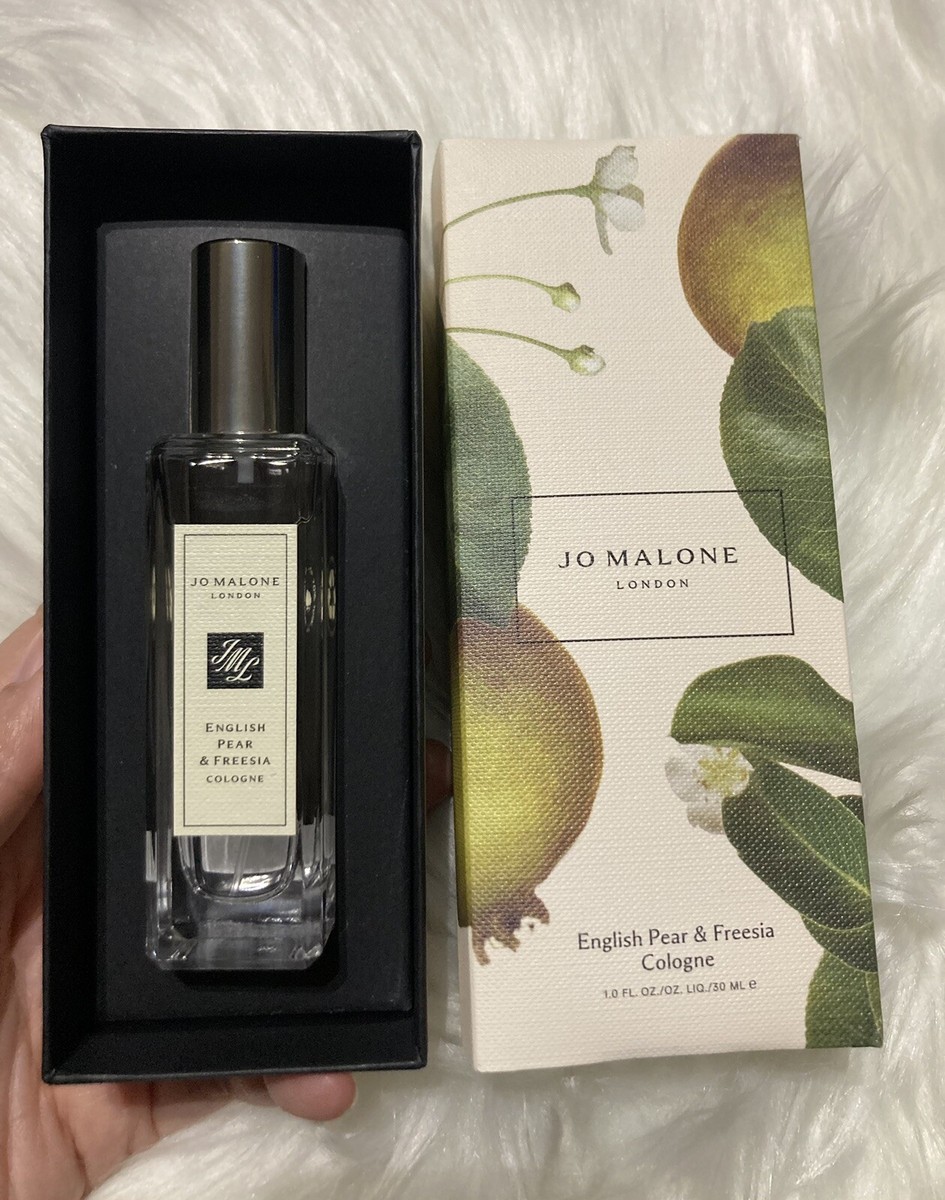 JO MALONE
LONDON
JML
ENGLISH
PEAR
& FREESIA
COLOGNE
JO MALONE
LONDON
English Pear & Freesia
Cologne
1.0 FL. OZ./OZ. LIQ./30 ML ℮